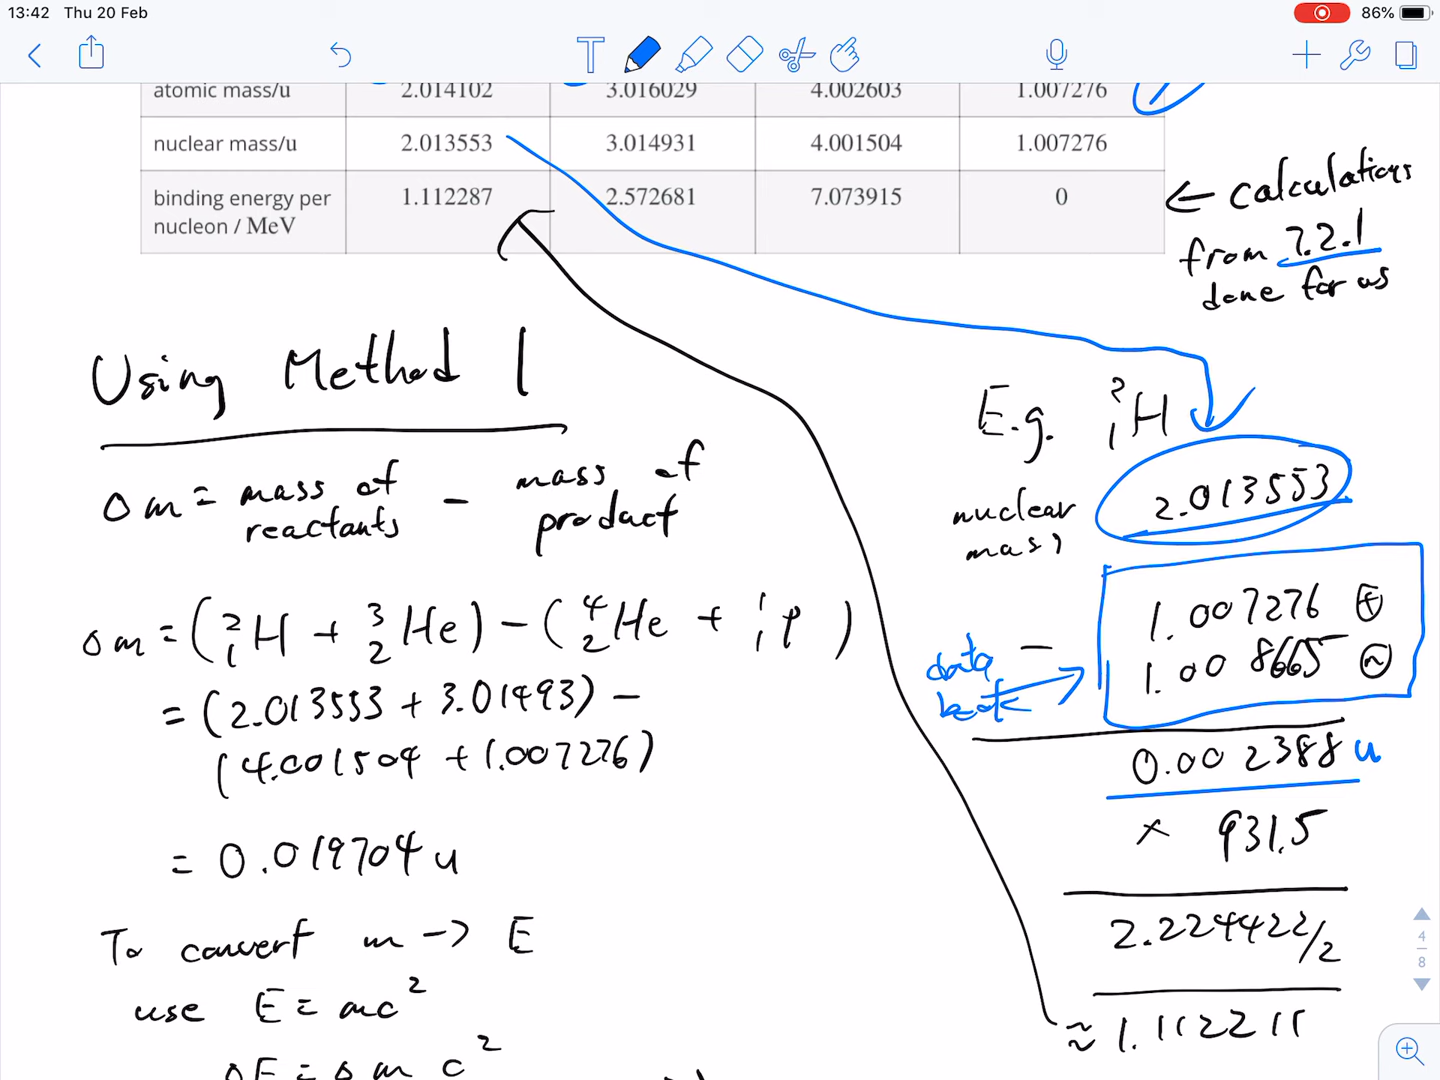 13:42 Thu 20 Feb
86%
atomic mass/u 2.014102 3.016029 4.002603 1.007276
nuclear mass/u 2.013553 3.014931 4.001504 1.007276
binding energy per nucleon / MeV 1.112287 2.572681 7.073915 0
← calculations
from 7.2.1
done for us
Using Method 1
Δm = mass of reactants - mass of product
Δm = (²₁H + ³₂He) - (⁴₂He + ¹₁p)
= (2.013553 + 3.01493) -
(4.001504 + 1.007276)
= 0.019704 u
To convert m -> E
use E = mc²
ΔE = Δm c²
E.g. ²₁H
nuclear mass 2.013553
- 1.007276 ⊕
1.008665 Ⓝ
data
book
0.002388 u
× 931.5
2.224422/2
≈ 1.112211
4
8